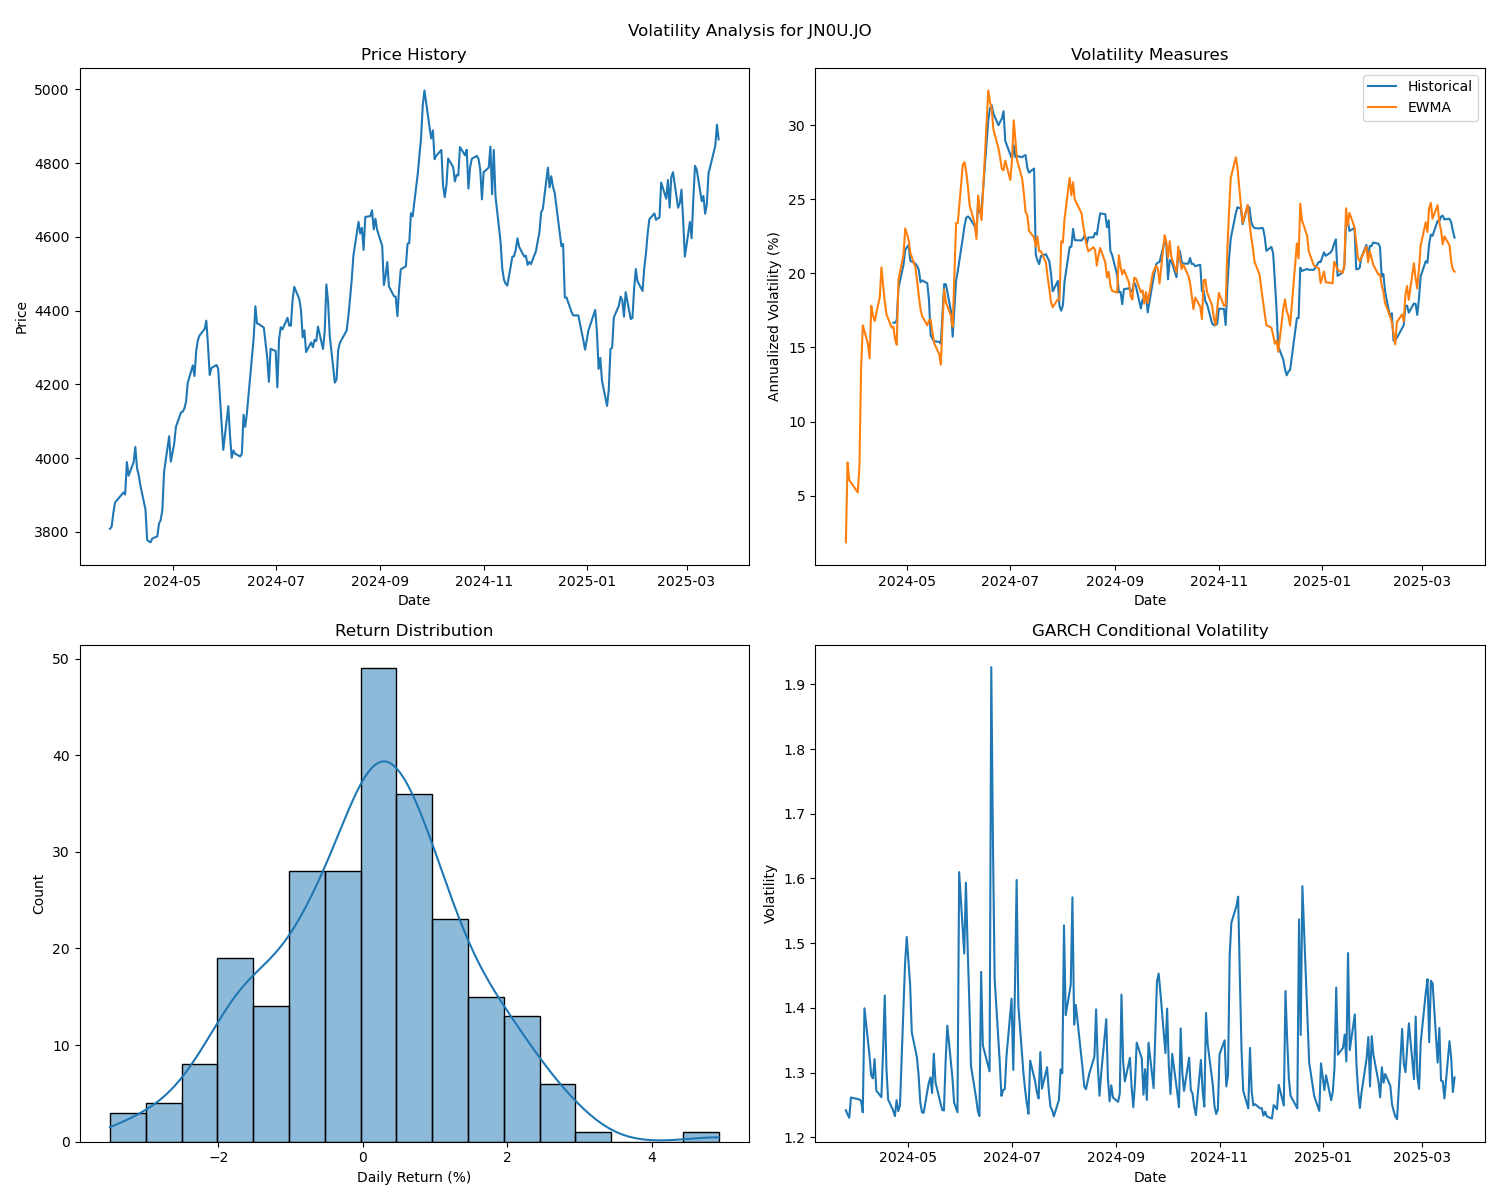 Volatility Analysis for JN0U.JO
Price History
5000
4800
4600
4400
4200
4000
3800
Price
2024-05 2024-07 2024-09 2024-11 2025-01 2025-03
Date
Volatility Measures
Historical
EWMA
30
25
20
15
10
5
Annualized Volatility (%)
2024-05 2024-07 2024-09 2024-11 2025-01 2025-03
Date
Return Distribution
50
40
30
20
10
0
Count
−2 0 2 4
Daily Return (%)
GARCH Conditional Volatility
1.9
1.8
1.7
1.6
1.5
1.4
1.3
1.2
Volatility
2024-05 2024-07 2024-09 2024-11 2025-01 2025-03
Date